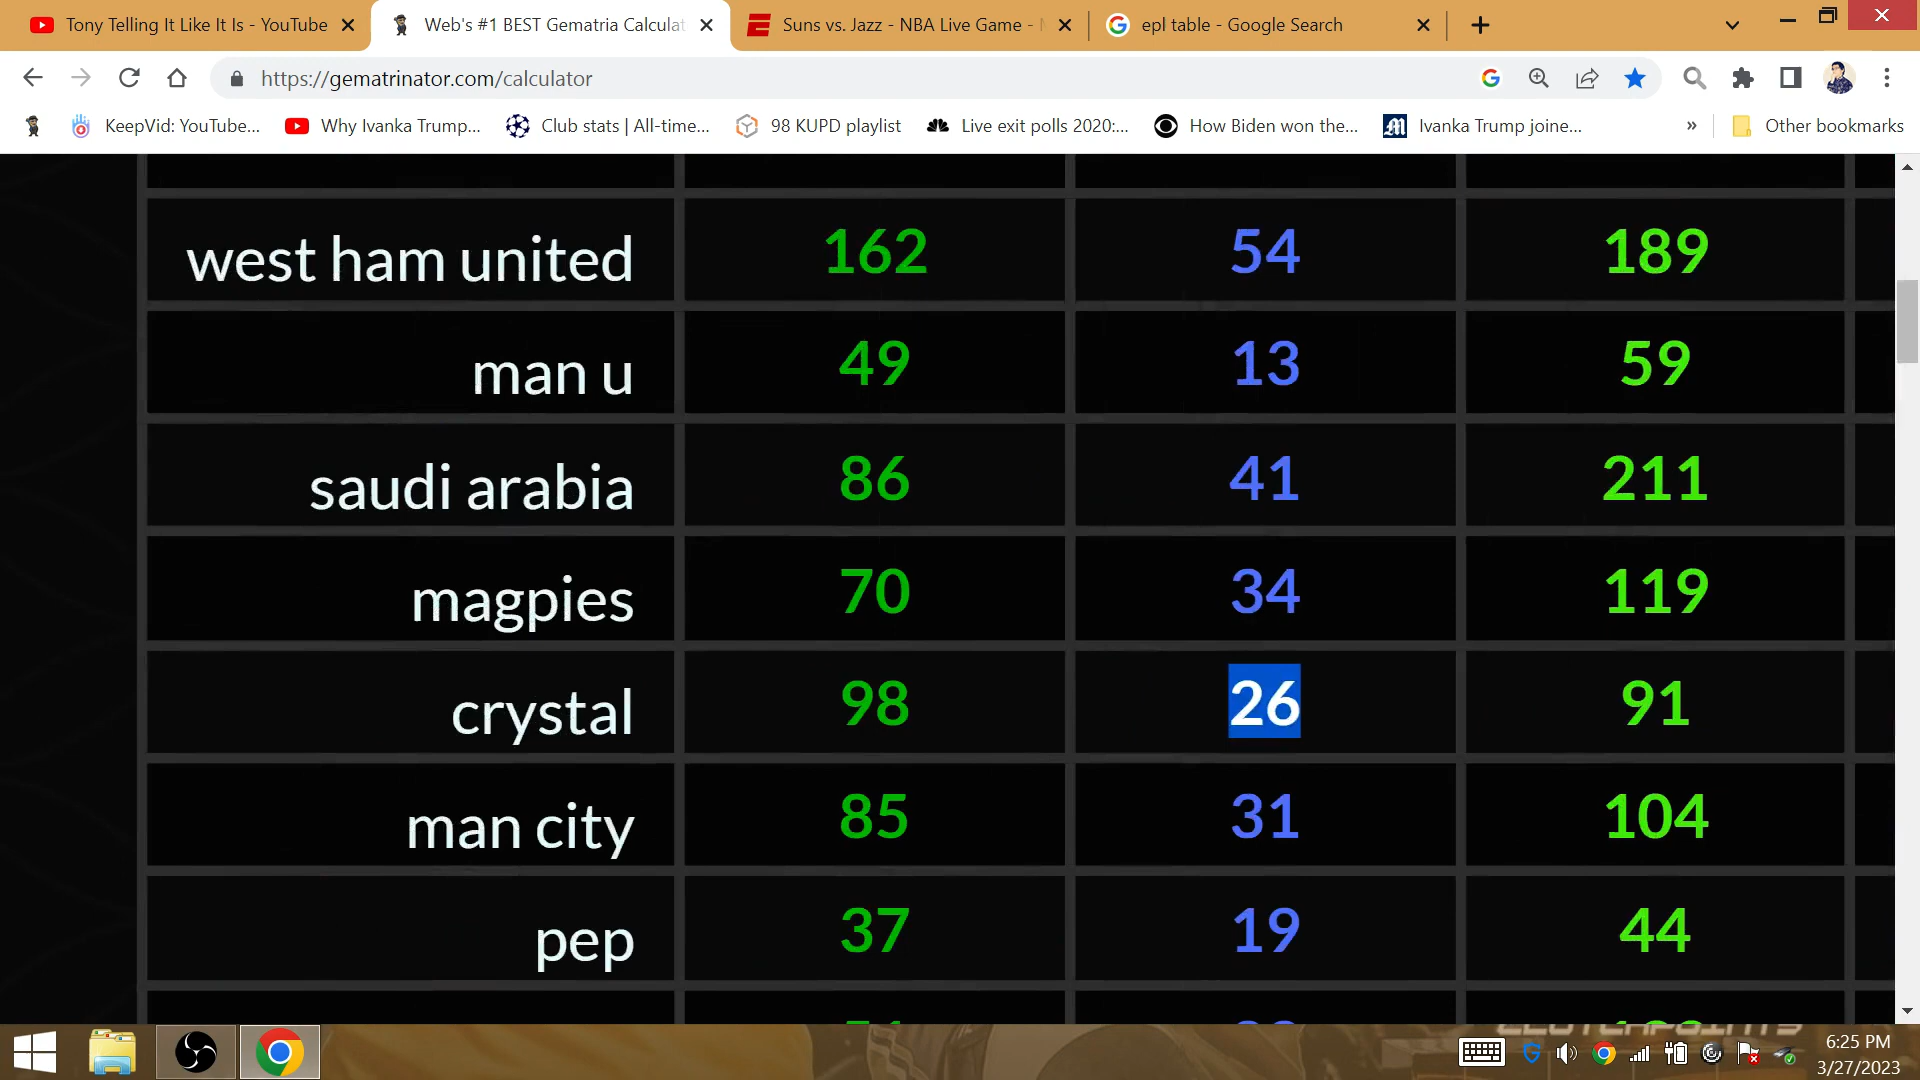 Tony Telling It Like It Is - YouTube
Web's #1 BEST Gematria Calculat
Suns vs. Jazz - NBA Live Game -
epl table - Google Search
https://gematrinator.com/calculator
KeepVid: YouTube...
Why Ivanka Trump...
Club stats | All-time...
98 KUPD playlist
Live exit polls 2020:...
How Biden won the...
Ivanka Trump joine...
»
Other bookmarks
west ham united 162 54 189
man u 49 13 59
saudi arabia 86 41 211
magpies 70 34 119
crystal 98 26 91
man city 85 31 104
pep 37 19 44
6:25 PM
3/27/2023